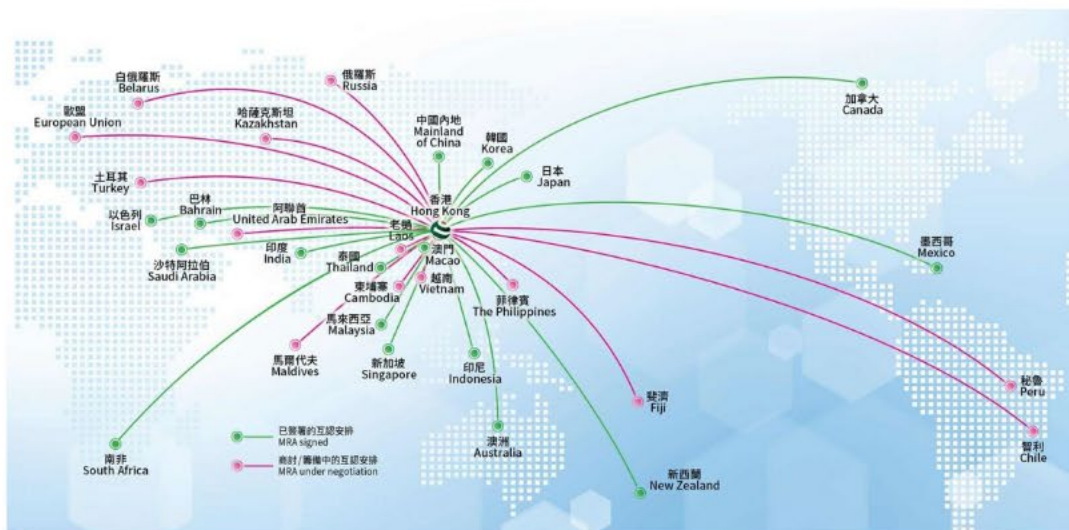 白俄羅斯
Belarus
俄羅斯
Russia
歐盟
European Union
哈薩克斯坦
Kazakhstan
中國內地
Mainland
of China
韓國
Korea
加拿大
Canada
土耳其
Turkey
日本
Japan
巴林
Bahrain
以色列
Israel
阿聯酋
United Arab Emirates
香港
Hong Kong
老撾
Laos
沙特阿拉伯
Saudi Arabia
印度
India
泰國
Thailand
澳門
Macao
墨西哥
Mexico
柬埔寨
Cambodia
越南
Vietnam
菲律賓
The Philippines
馬來西亞
Malaysia
馬爾代夫
Maldives
新加坡
Singapore
印尼
Indonesia
斐濟
Fiji
秘魯
Peru
南非
South Africa
已簽署的互認安排
MRA signed
商討/籌備中的互認安排
MRA under negotiation
澳洲
Australia
新西蘭
New Zealand
智利
Chile